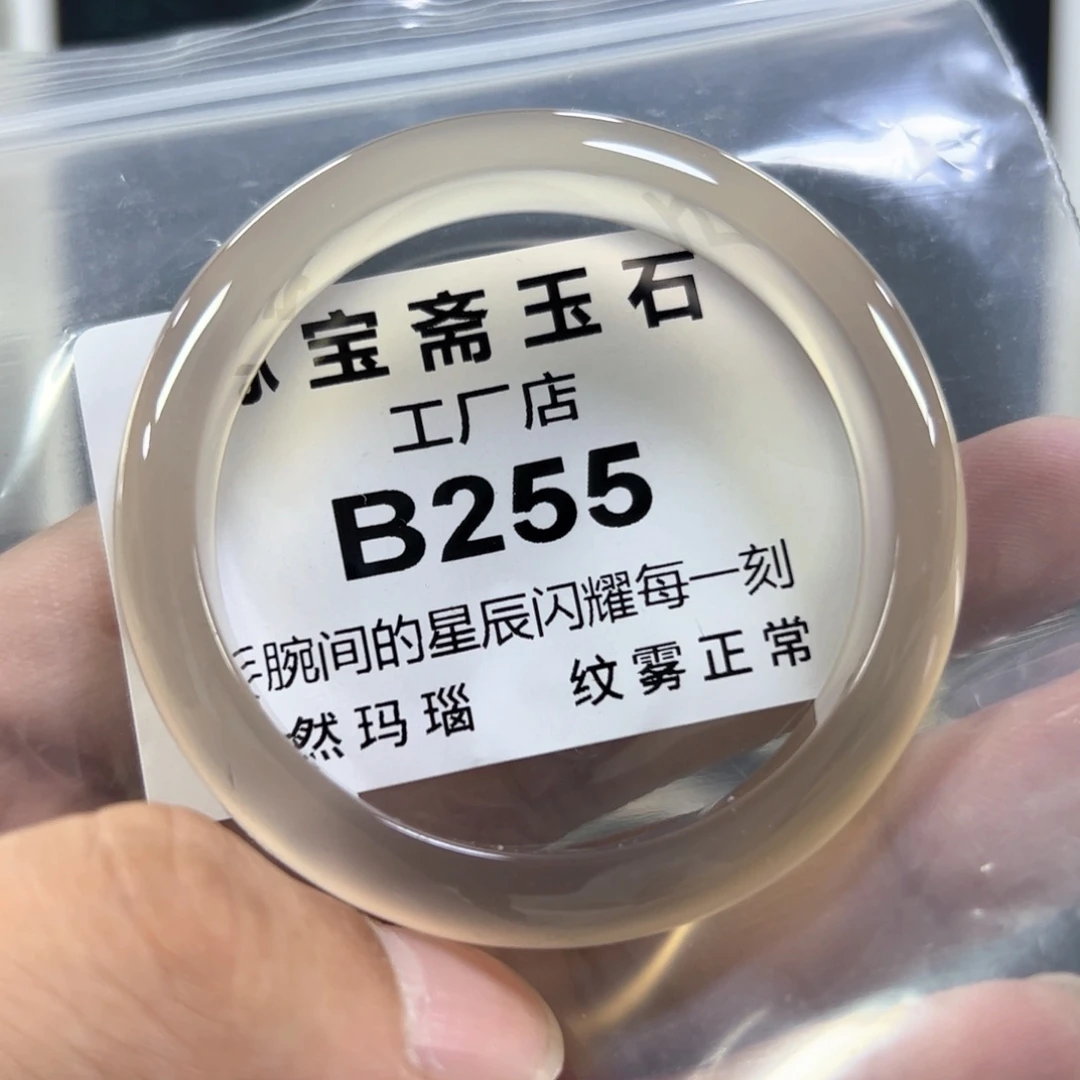 宝斋玉石
工厂店
B255
腕间的星辰闪耀每一刻
然玛瑙 纹雾正常